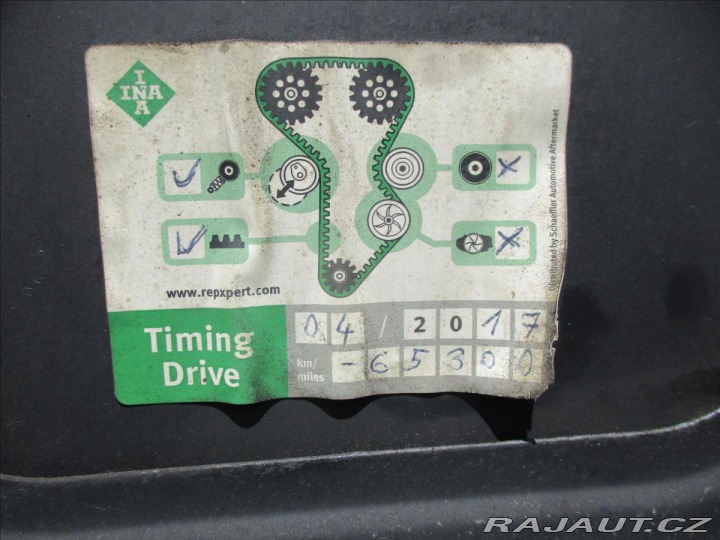 I
INA
A
Distributed by Schaeffler Automotive Aftermarket
www.repxpert.com
Timing
Drive
04 / 2017
km/
miles
-65300
RAJAUT.CZ